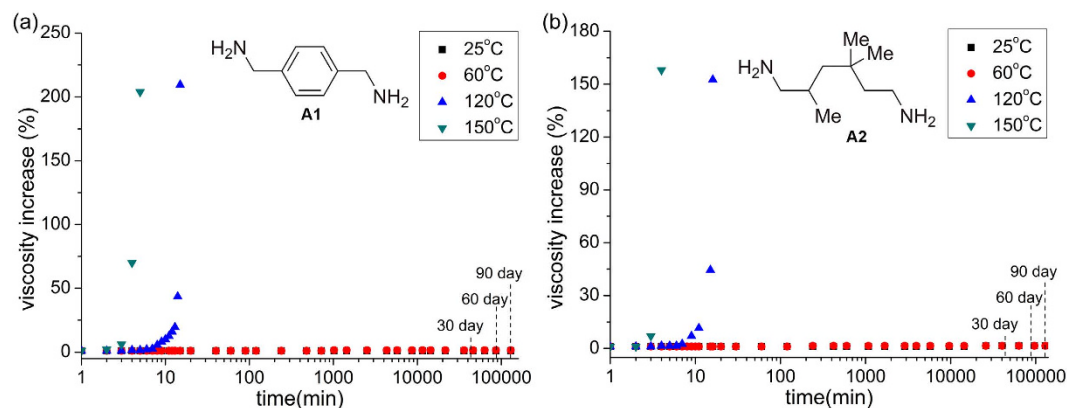 (a)
viscosity increase (%)
250
200
150
100
50
0
H₂N
NH₂
A1
25°C
60°C
120°C
150°C
30 day
60 day
90 day
1 10 100 1000 10000 100000
time(min)
(b)
viscosity increase (%)
180
150
120
90
60
30
0
Me
Me
H₂N
Me
NH₂
A2
25°C
60°C
120°C
150°C
30 day
60 day
90 day
1 10 100 1000 10000 100000
time(min)